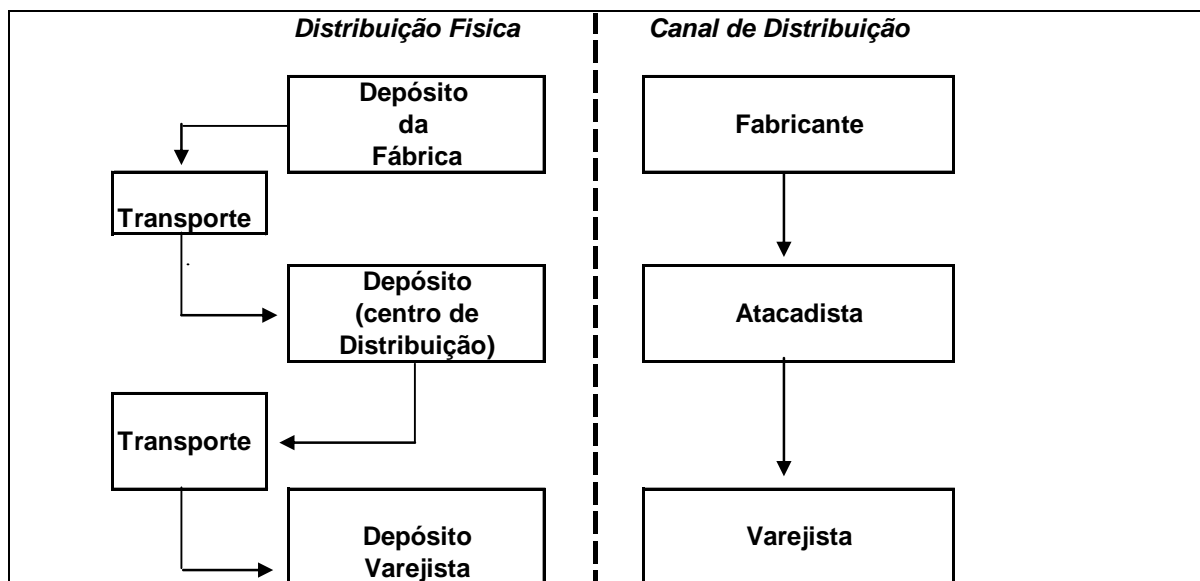 Distribuição Fisica
Canal de Distribuição
Depósito
da
Fábrica
Fabricante
Transporte
Depósito
(centro de
Distribuição)
Atacadista
Transporte
Depósito
Varejista
Varejista